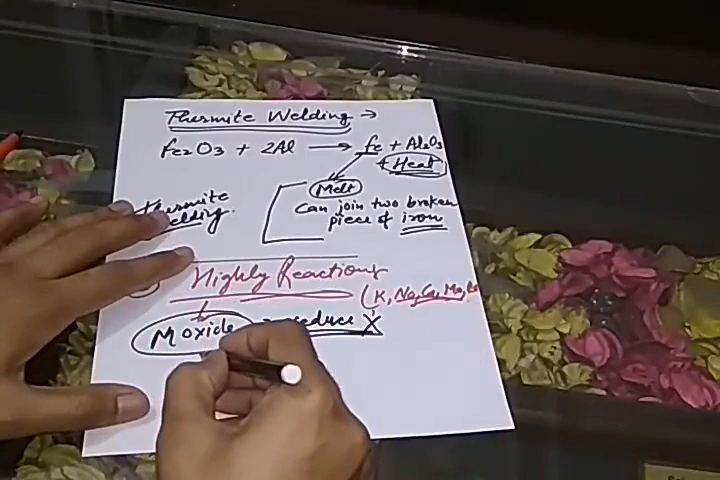 Thermite Welding →
Fe2O3 + 2Al → Fe + Al2O3
+ Heat
Melt
Can join two broken
piece of iron
Thermite
Welding.
Highly Reactions
(K, Na, Ca, Mg,
M oxide reduce X